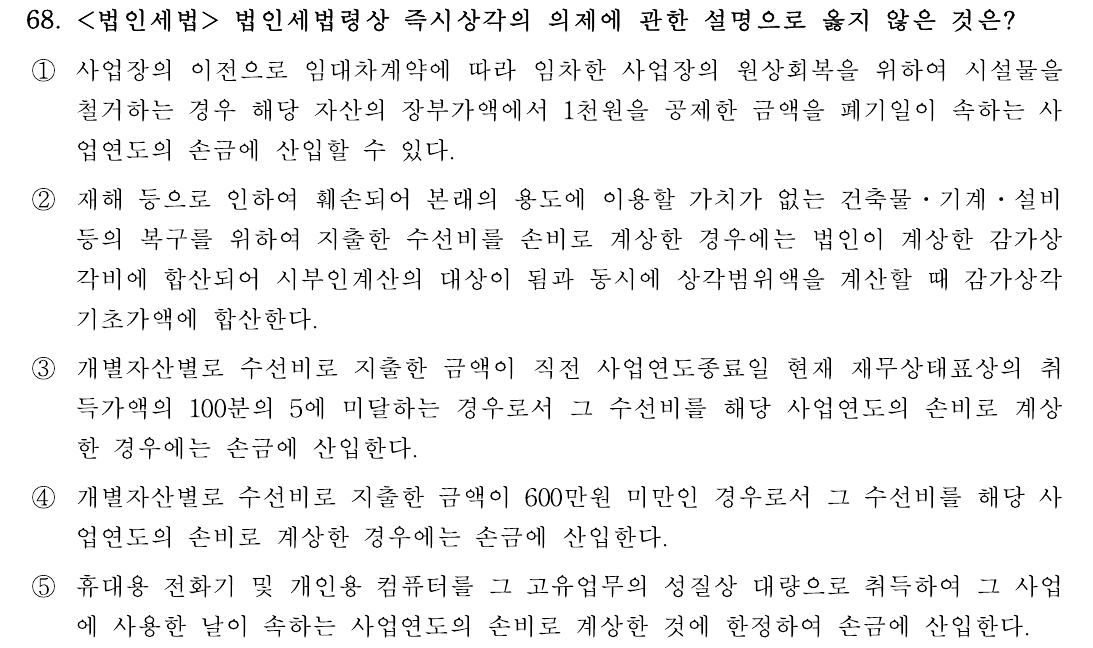 68. <법인세법> 법인세법령상 즉시상각의 의제에 관한 설명으로 옳지 않은 것은?
① 사업장의 이전으로 임대차계약에 따라 임차한 사업장의 원상회복을 위하여 시설물을
철거하는 경우 해당 자산의 장부가액에서 1천원을 공제한 금액을 폐기일이 속하는 사
업연도의 손금에 산입할 수 있다.
② 재해 등으로 인하여 훼손되어 본래의 용도에 이용할 가치가 없는 건축물·기계·설비
등의 복구를 위하여 지출한 수선비를 손비로 계상한 경우에는 법인이 계상한 감가상
각비에 합산되어 시부인계산의 대상이 됨과 동시에 상각범위액을 계산할 때 감가상각
기초가액에 합산한다.
③ 개별자산별로 수선비로 지출한 금액이 직전 사업연도종료일 현재 재무상태표상의 취
득가액의 100분의 5에 미달하는 경우로서 그 수선비를 해당 사업연도의 손비로 계상
한 경우에는 손금에 산입한다.
④ 개별자산별로 수선비로 지출한 금액이 600만원 미만인 경우로서 그 수선비를 해당 사
업연도의 손비로 계상한 경우에는 손금에 산입한다.
⑤ 휴대용 전화기 및 개인용 컴퓨터를 그 고유업무의 성질상 대량으로 취득하여 그 사업
에 사용한 날이 속하는 사업연도의 손비로 계상한 것에 한정하여 손금에 산입한다.